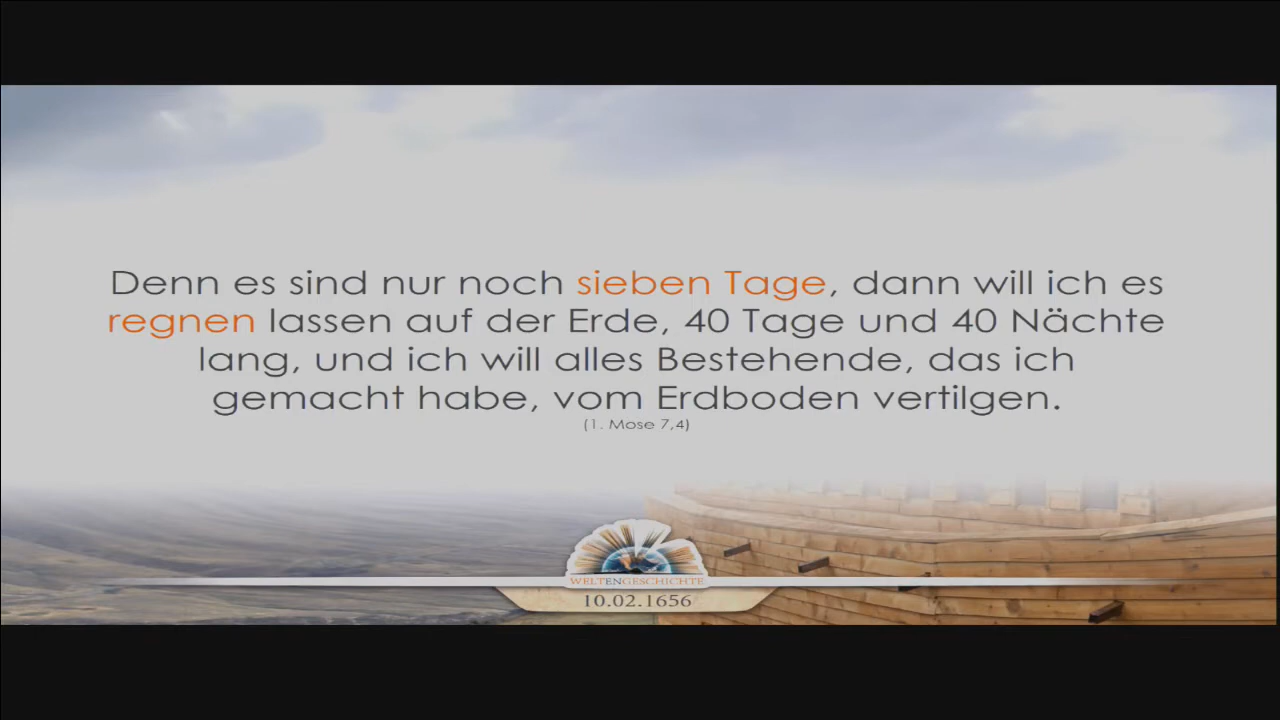 Denn es sind nur noch sieben Tage, dann will ich es
regnen lassen auf der Erde, 40 Tage und 40 Nächte
lang, und ich will alles Bestehende, das ich
gemacht habe, vom Erdboden vertilgen.
(1. Mose 7,4)
WELTENGESCHICHTE
10.02.1656